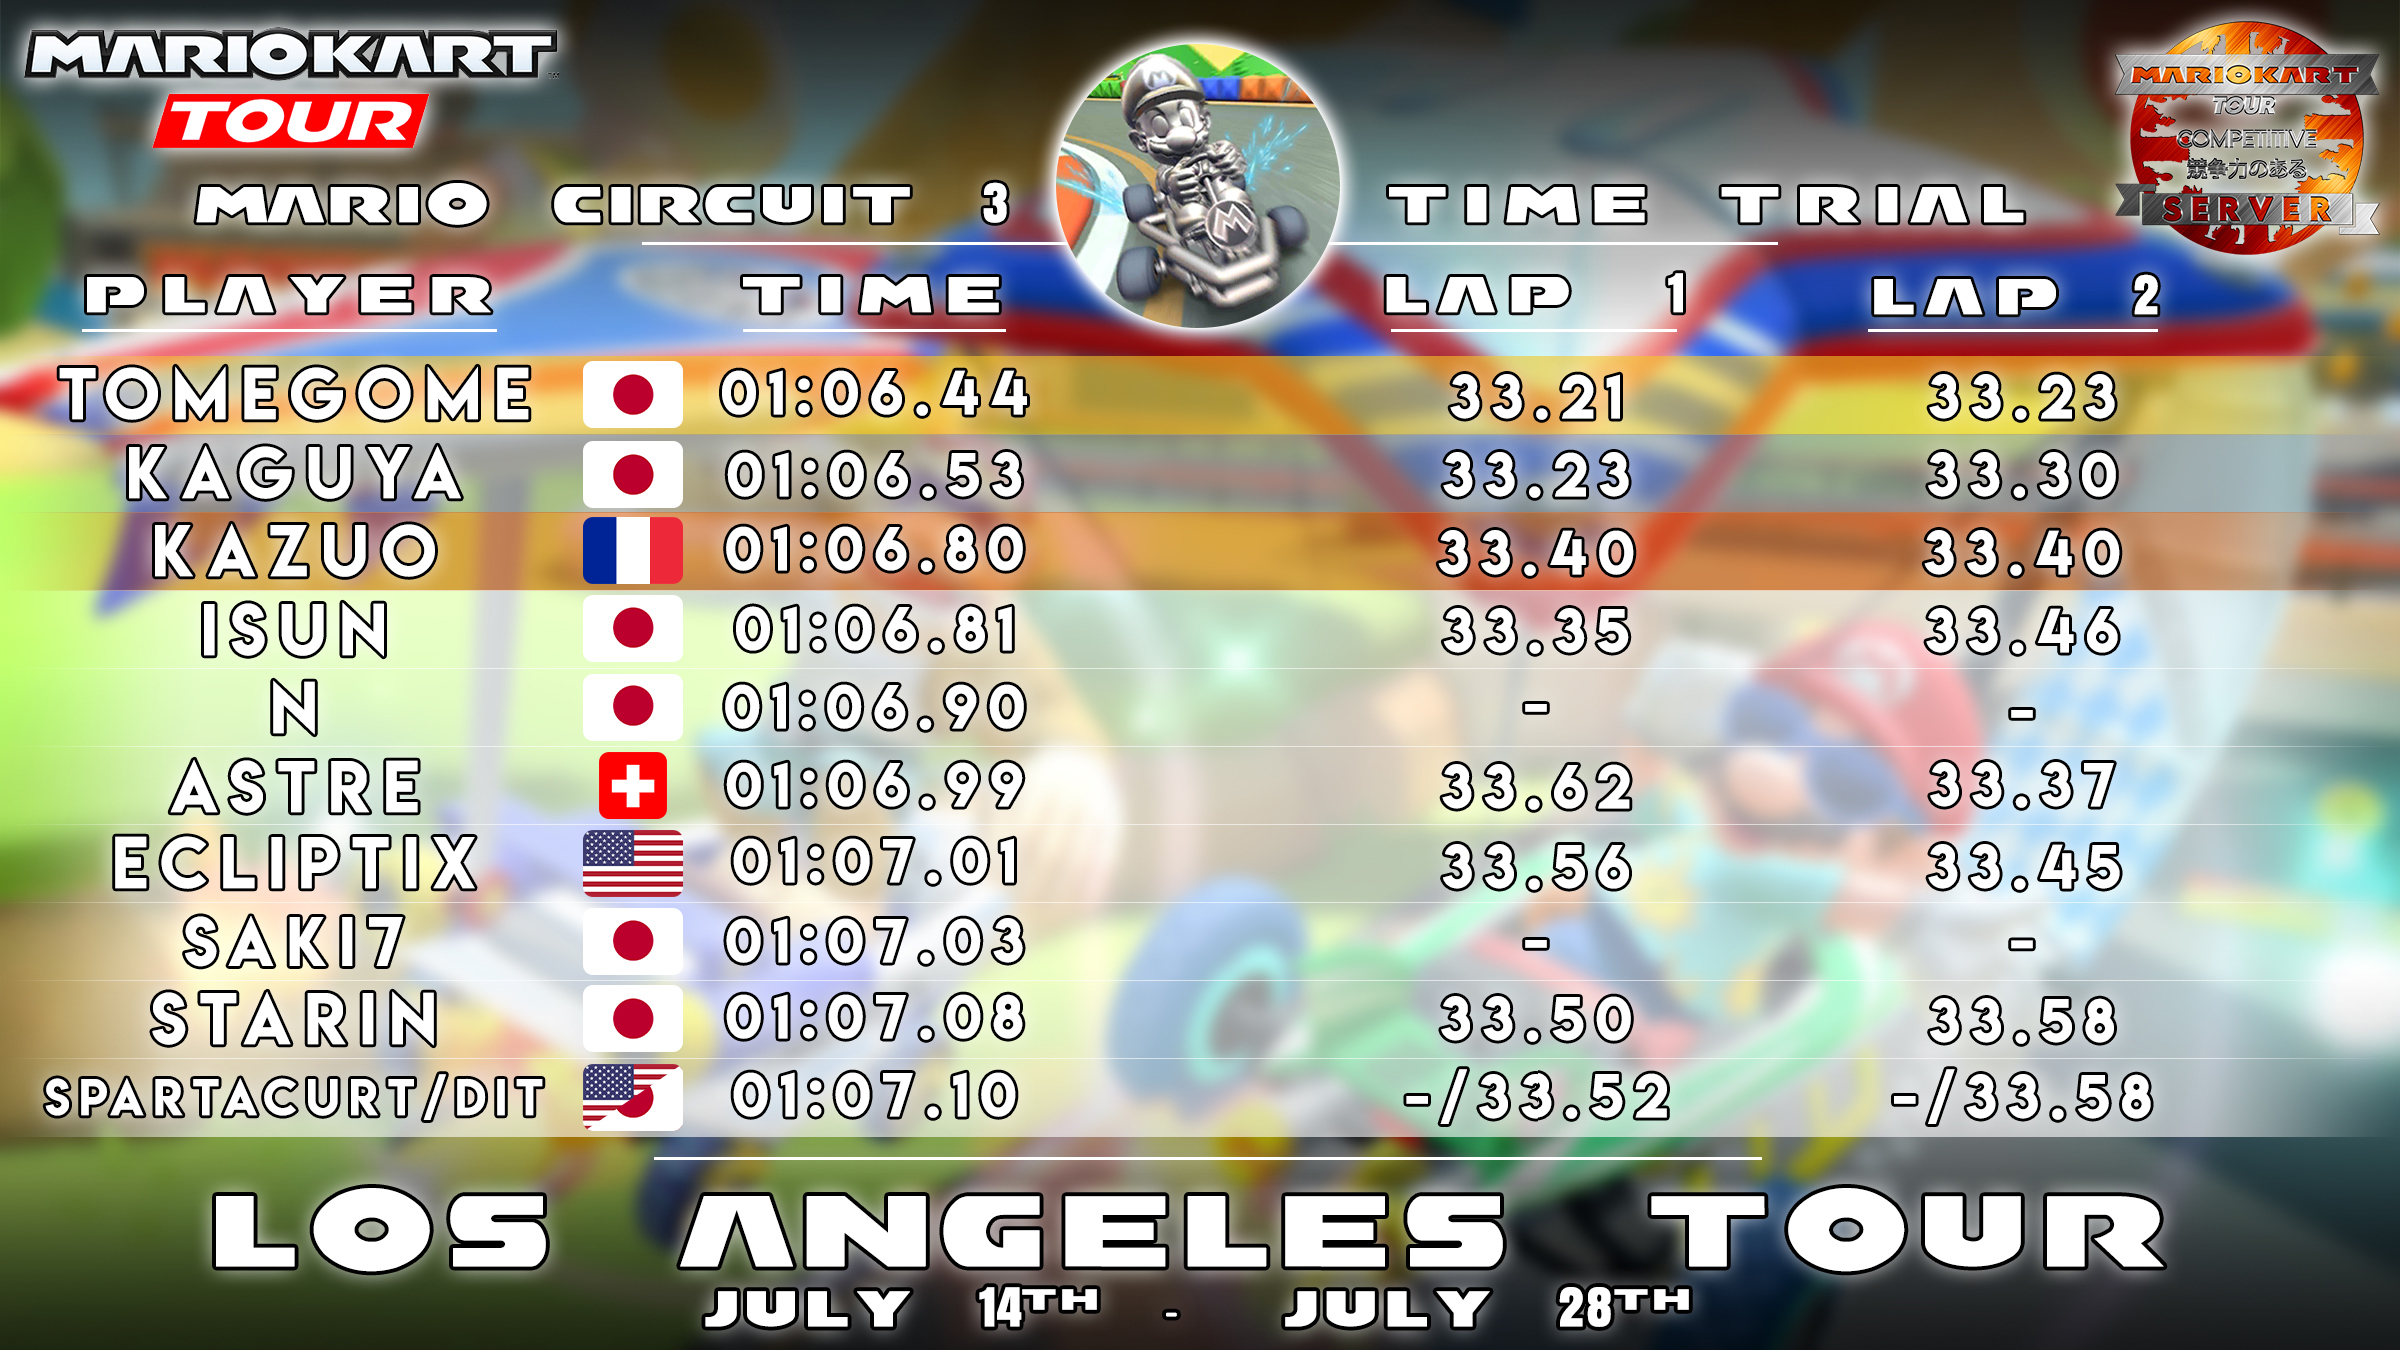 MARIOKART
TOUR
MARIOKART
TOUR
COMPETITIVE
競争力のある
SERVER
MARIO CIRCUIT 3 TIME TRIAL
PLAYER TIME LAP 1 LAP 2
TOMEGOME 01:06.44 33.21 33.23
KAGUYA 01:06.53 33.23 33.30
KAZUO 01:06.80 33.40 33.40
ISUN 01:06.81 33.35 33.46
N 01:06.90 - -
ASTRE 01:06.99 33.62 33.37
ECLIPTIX 01:07.01 33.56 33.45
SAKI7 01:07.03 - -
STARIN 01:07.08 33.50 33.58
SPARTACURT/DIT 01:07.10 -/33.52 -/33.58
LOS ANGELES TOUR
JULY 14TH - JULY 28TH